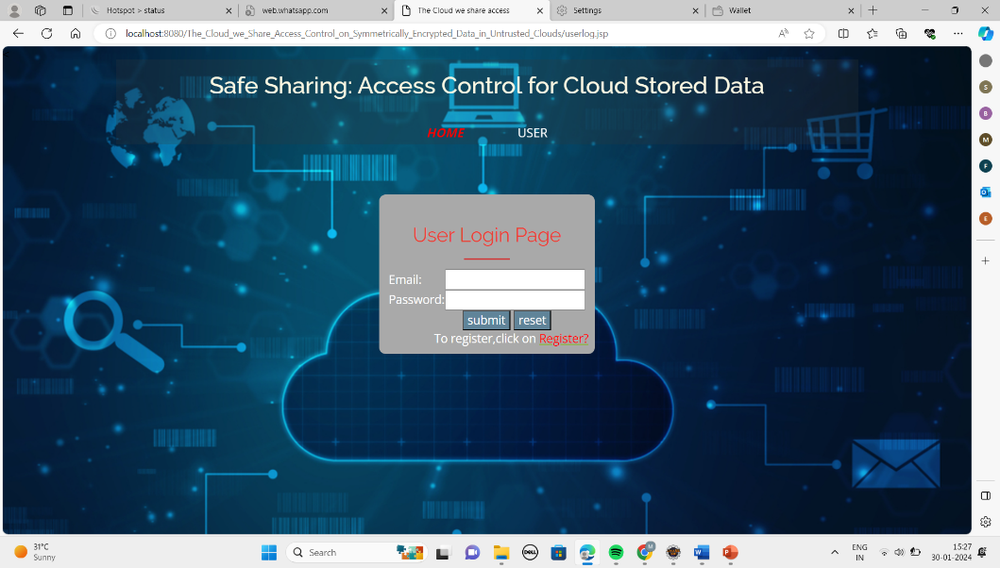 Hotspot > status
web.whatsapp.com
The Cloud we share access
Settings
Wallet
localhost:8080/The_Cloud_we_Share_Access_Control_on_Symmetrically_Encrypted_Data_in_Untrusted_Clouds/userlog.jsp
Safe Sharing: Access Control for Cloud Stored Data
HOME USER
User Login Page
Email:
Password:
submit reset
To register,click on Register?
S
B
M
F
E
31°C
Sunny
Search
DELL
M
ENG
IN
15:27
30-01-2024